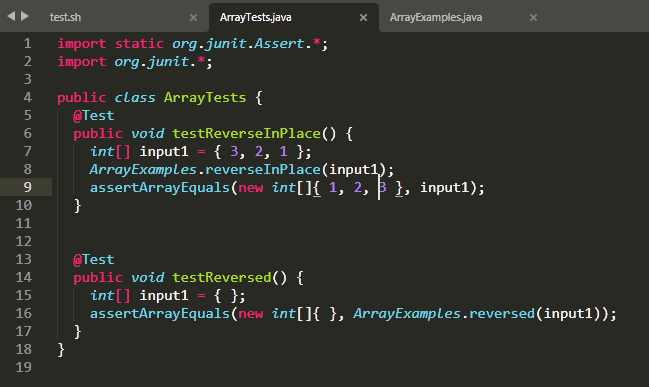 test.sh ArrayTests.java ArrayExamples.java
1 import static org.junit.Assert.*;
2 import org.junit.*;
3
4 public class ArrayTests {
5 @Test
6 public void testReverseInPlace() {
7 int[] input1 = { 3, 2, 1 };
8 ArrayExamples.reverseInPlace(input1);
9 assertArrayEquals(new int[]{ 1, 2, 3 }, input1);
10 }
11
12
13 @Test
14 public void testReversed() {
15 int[] input1 = { };
16 assertArrayEquals(new int[]{ }, ArrayExamples.reversed(input1));
17 }
18 }
19